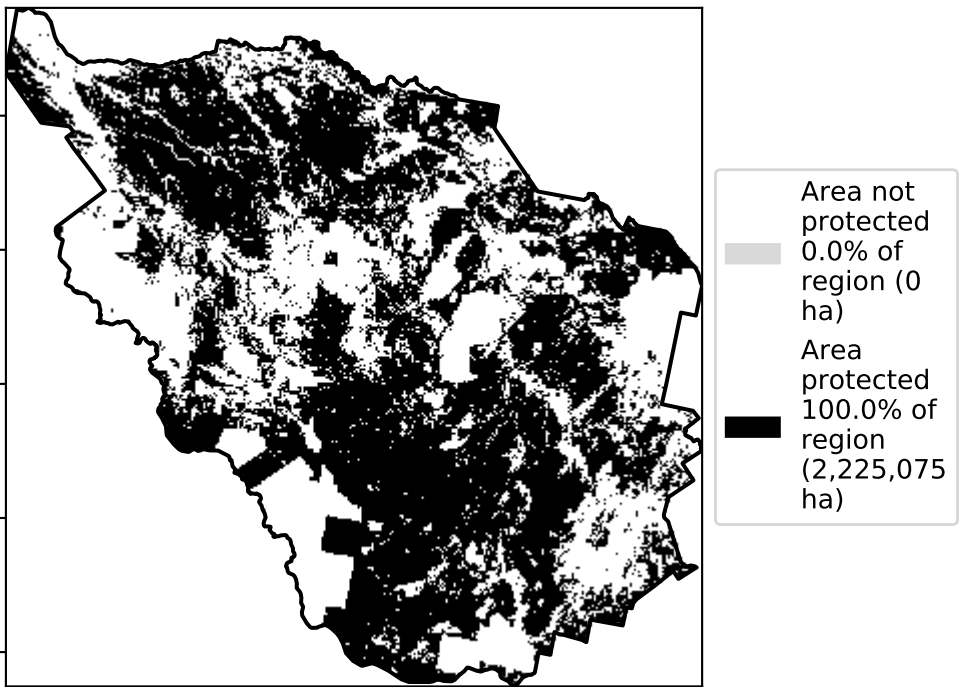 Area not
protected
0.0% of
region (0
ha)
Area
protected
100.0% of
region
(2,225,075
ha)